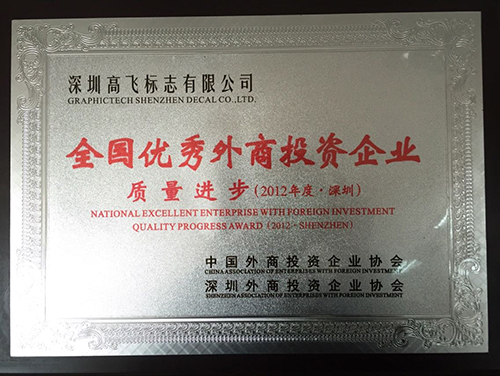 深圳高飞标志有限公司
GRAPHICTECH SHENZHEN DECAL CO.,LTD.
全国优秀外商投资企业
质量进步(2012年度·深圳)
NATIONAL EXCELLENT ENTERPRISE WITH FOREIGN INVESTMENT
QUALITY PROGRESS AWARD (2012·SHENZHEN)
中国外商投资企业协会
CHINA ASSOCIATION OF ENTERPRISES WITH FOREIGN INVESTMENT
深圳外商投资企业协会
SHENZHEN ASSOCIATION OF ENTERPRISES WITH FOREIGN INVESTMENT